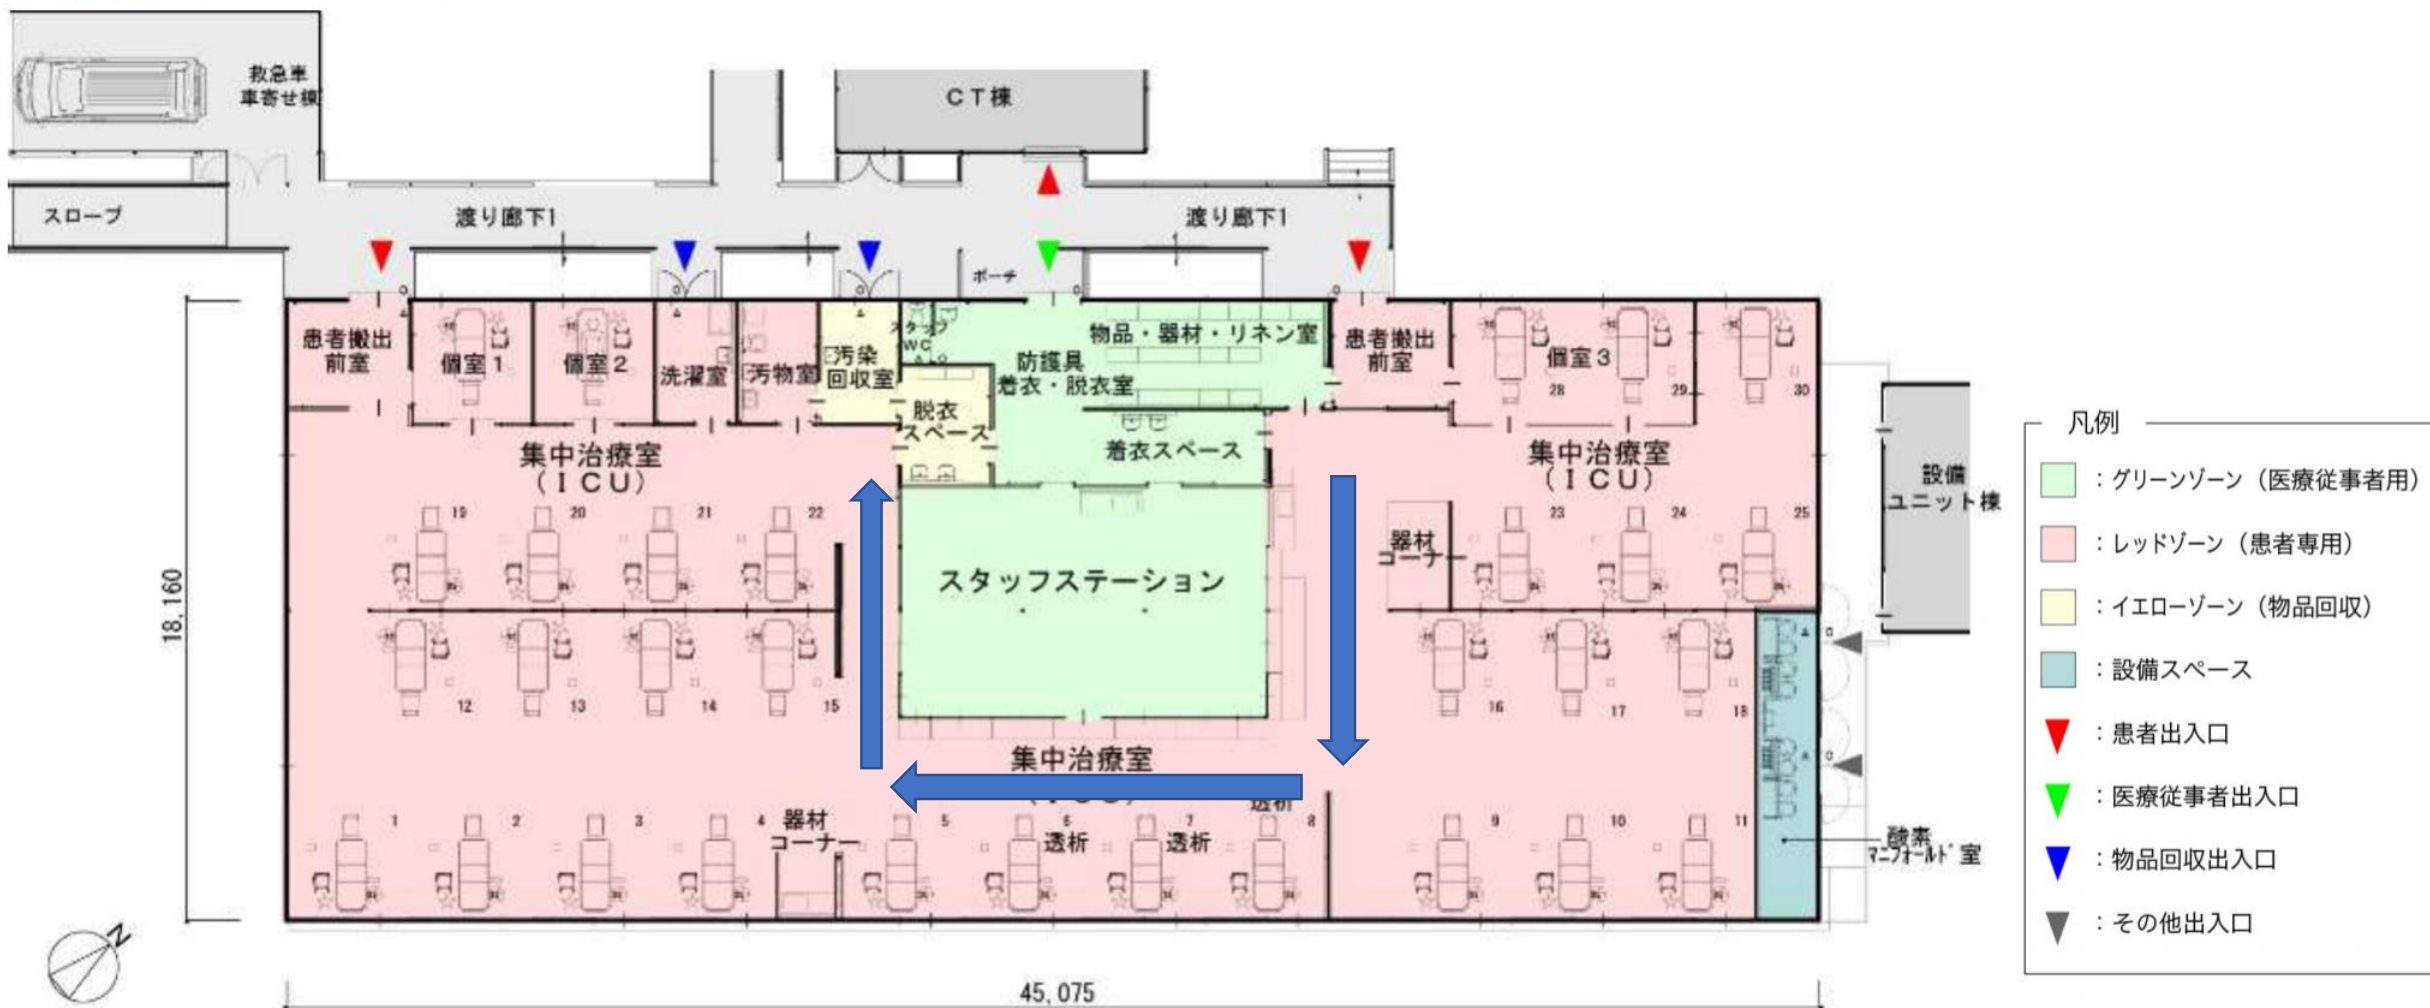 救急車
車寄せ棟
CT棟
スロープ
渡り廊下1
渡り廊下1
ポーチ
患者搬出
前室
個室1
個室2
洗濯室
汚物室
汚染
回収室
スタッフ
WC
防護具
着衣・脱衣室
物品・器材・リネン室
患者搬出
前室
個室3
28
29
30
脱衣
スペース
着衣スペース
集中治療室
(ICU)
集中治療室
(ICU)
設備
ユニット棟
19
20
21
22
器材
コーナー
23
24
25
スタッフステーション
18,160
12
13
14
15
16
17
18
集中治療室
透析
1
2
3
4
器材
コーナー
5
6
透析
7
透析
8
9
10
11
酸素
マニフォールド室
N
45,075
凡例
：グリーンゾーン（医療従事者用）
：レッドゾーン（患者専用）
：イエローゾーン（物品回収）
：設備スペース
：患者出入口
：医療従事者出入口
：物品回収出入口
：その他出入口